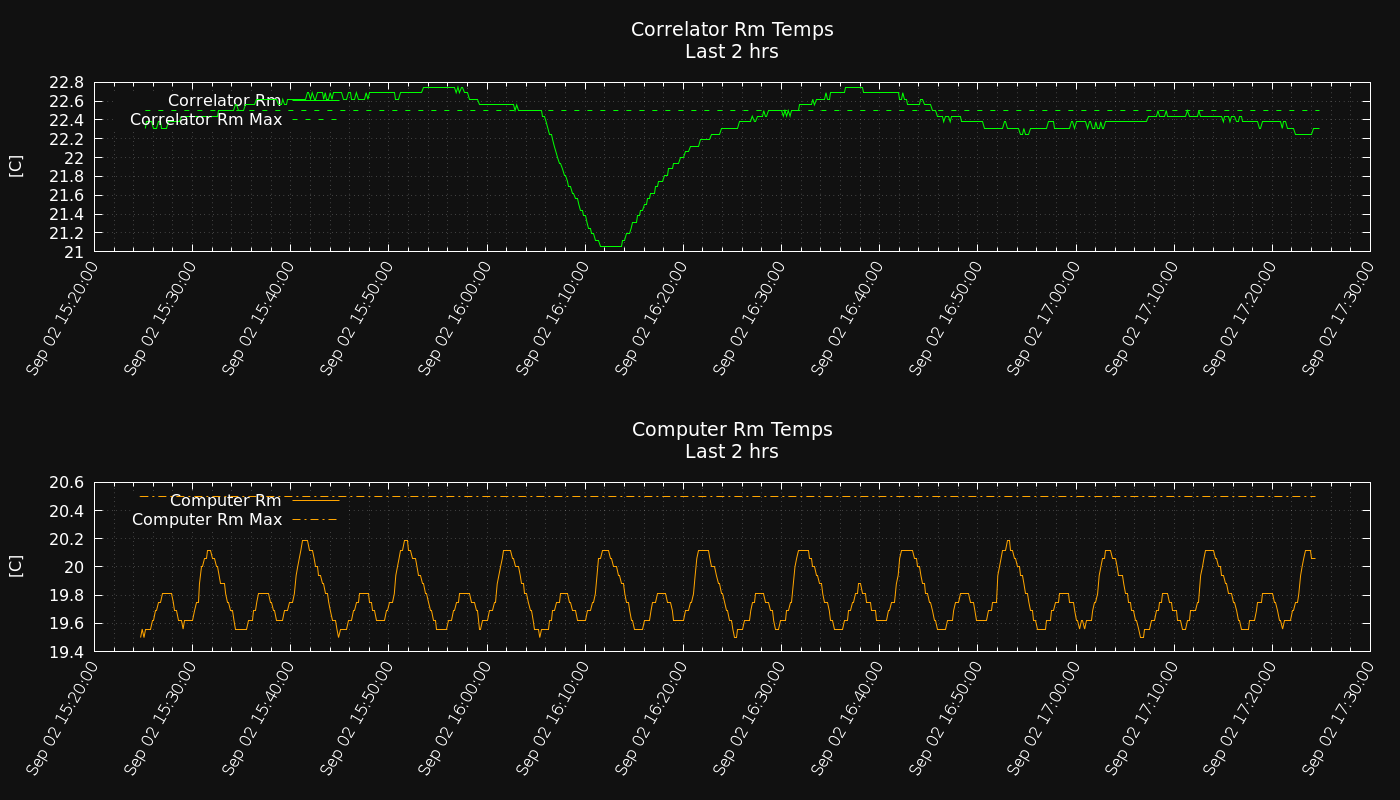 Correlator Rm Temps
Last 2 hrs
22.8
22.6
22.4
22.2
22
21.8
21.6
21.4
21.2
21
[C]
Correlator Rm
Correlator Rm Max
Sep 02 15:20:00
Sep 02 15:30:00
Sep 02 15:40:00
Sep 02 15:50:00
Sep 02 16:00:00
Sep 02 16:10:00
Sep 02 16:20:00
Sep 02 16:30:00
Sep 02 16:40:00
Sep 02 16:50:00
Sep 02 17:00:00
Sep 02 17:10:00
Sep 02 17:20:00
Sep 02 17:30:00
Computer Rm Temps
Last 2 hrs
20.6
20.4
20.2
20
19.8
19.6
19.4
[C]
Computer Rm
Computer Rm Max
Sep 02 15:20:00
Sep 02 15:30:00
Sep 02 15:40:00
Sep 02 15:50:00
Sep 02 16:00:00
Sep 02 16:10:00
Sep 02 16:20:00
Sep 02 16:30:00
Sep 02 16:40:00
Sep 02 16:50:00
Sep 02 17:00:00
Sep 02 17:10:00
Sep 02 17:20:00
Sep 02 17:30:00